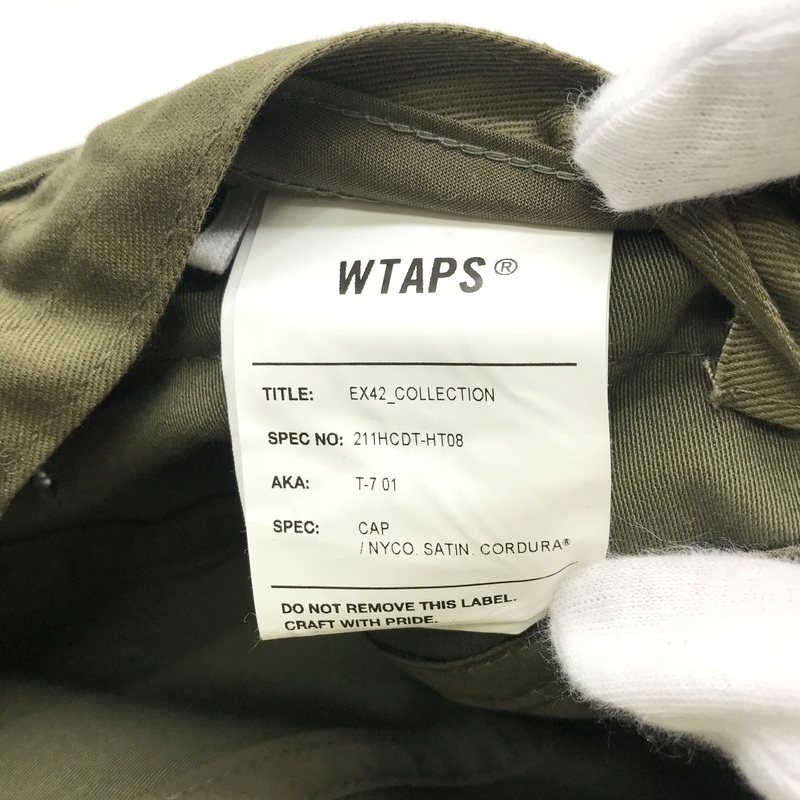 WTAPS®
TITLE: EX42_COLLECTION
SPEC NO: 211HCDT-HT08
AKA: T-7 01
SPEC: CAP
/ NYCO. SATIN. CORDURA®
DO NOT REMOVE THIS LABEL.
CRAFT WITH PRIDE.